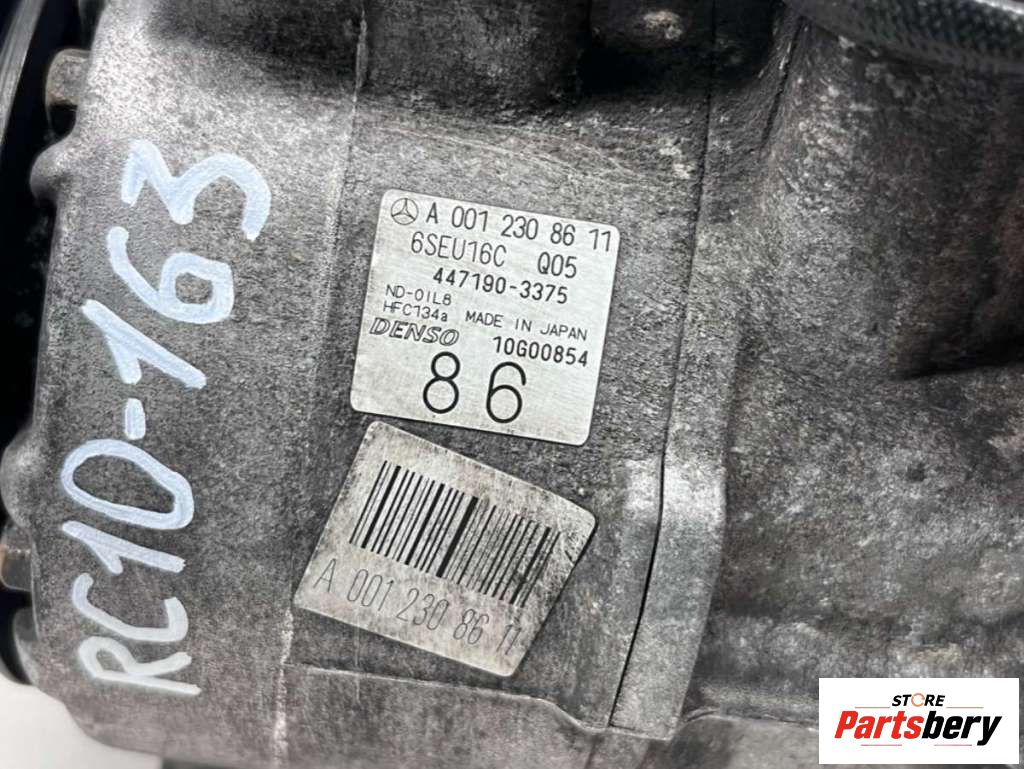 RC10-163
A 001 230 86 11
6SEU16C Q05
447190-3375
ND-OIL8
HFC134a MADE IN JAPAN
DENSO 10G00854
86
A 001 230 86 11
STORE
Partsbery